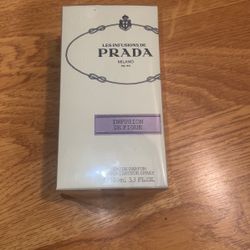 LES INFUSIONS DE
PRADA
MILANO
INFUSION
DE FIGUE
EAU DE PARFUM
3.3 FL.OZ.